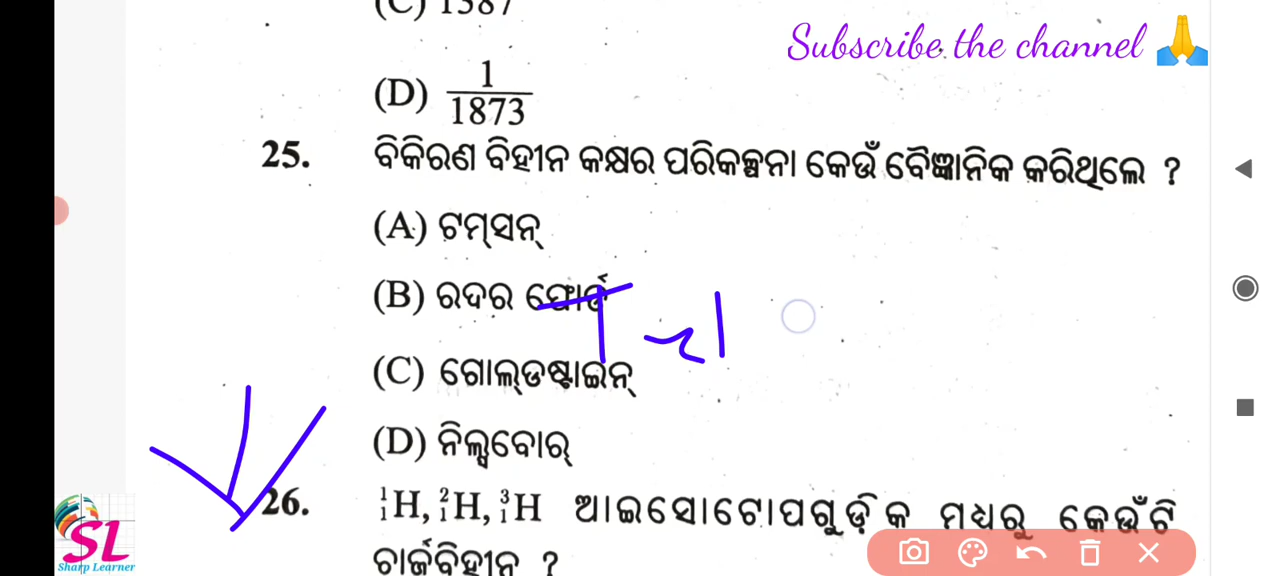 (C) 1387
Subscribe the channel 🙏
(D) 1/1873
25. ବିକିରଣ ବିହୀନ କକ୍ଷର ପରିକଳ୍ପନା କେଉଁ ବୈଜ୍ଞାନିକ କରିଥିଲେ ?
(A) ଟମ୍‌ସନ୍
(B) ରଦର ଫୋର୍ଡ
(C) ଗୋଲ୍‌ଡଷ୍ଟାଇନ୍
(D) ନିଲ୍ସବୋର୍
26. ¹₁H, ²₁H, ³₁H ଆଇସୋଟୋପଗୁଡ଼ିକ ମଧ୍ୟରୁ କେଉଁଟି
ଚାର୍ଜବିହୀନ ?
SL
Sharp Learner